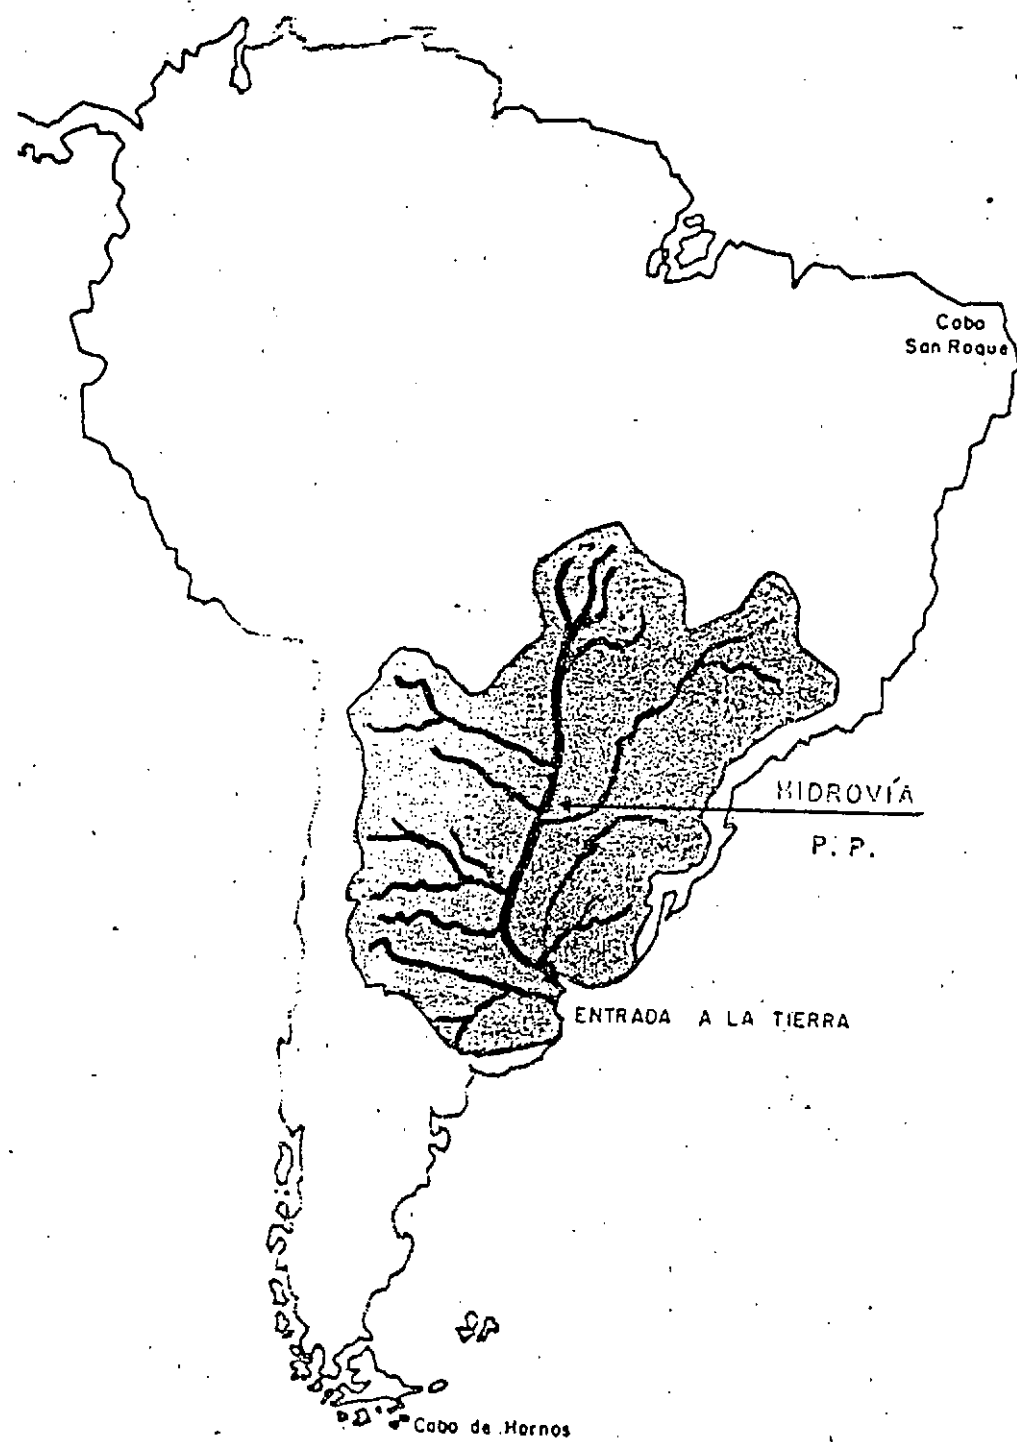 Cabo
San Roque
HIDROVÍA
P. P.
ENTRADA A LA TIERRA
Cabo de Hornos